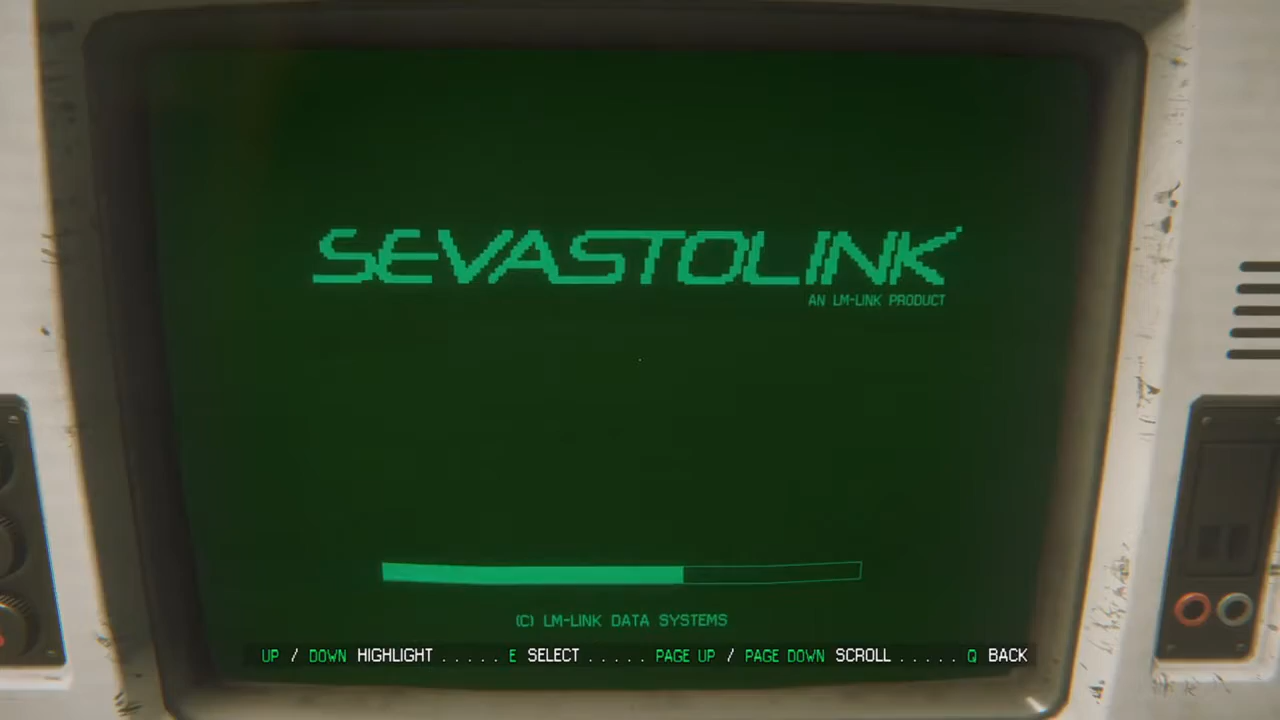 SEVASTOLINK
AN LM-LINK PRODUCT
(C) LM-LINK DATA SYSTEMS
UP / DOWN HIGHLIGHT ..... E SELECT ..... PAGE UP / PAGE DOWN SCROLL ..... Q BACK